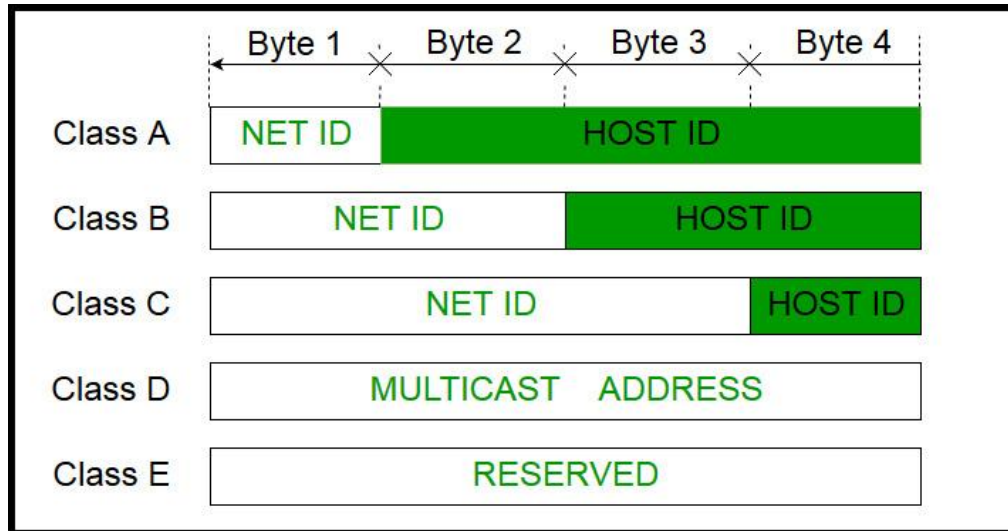 Byte 1 Byte 2 Byte 3 Byte 4
Class A NET ID HOST ID
Class B NET ID HOST ID
Class C NET ID HOST ID
Class D MULTICAST ADDRESS
Class E RESERVED